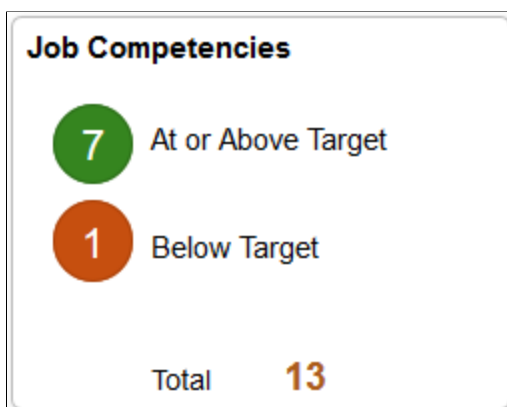 Job Competencies
7 At or Above Target
1 Below Target
Total 13